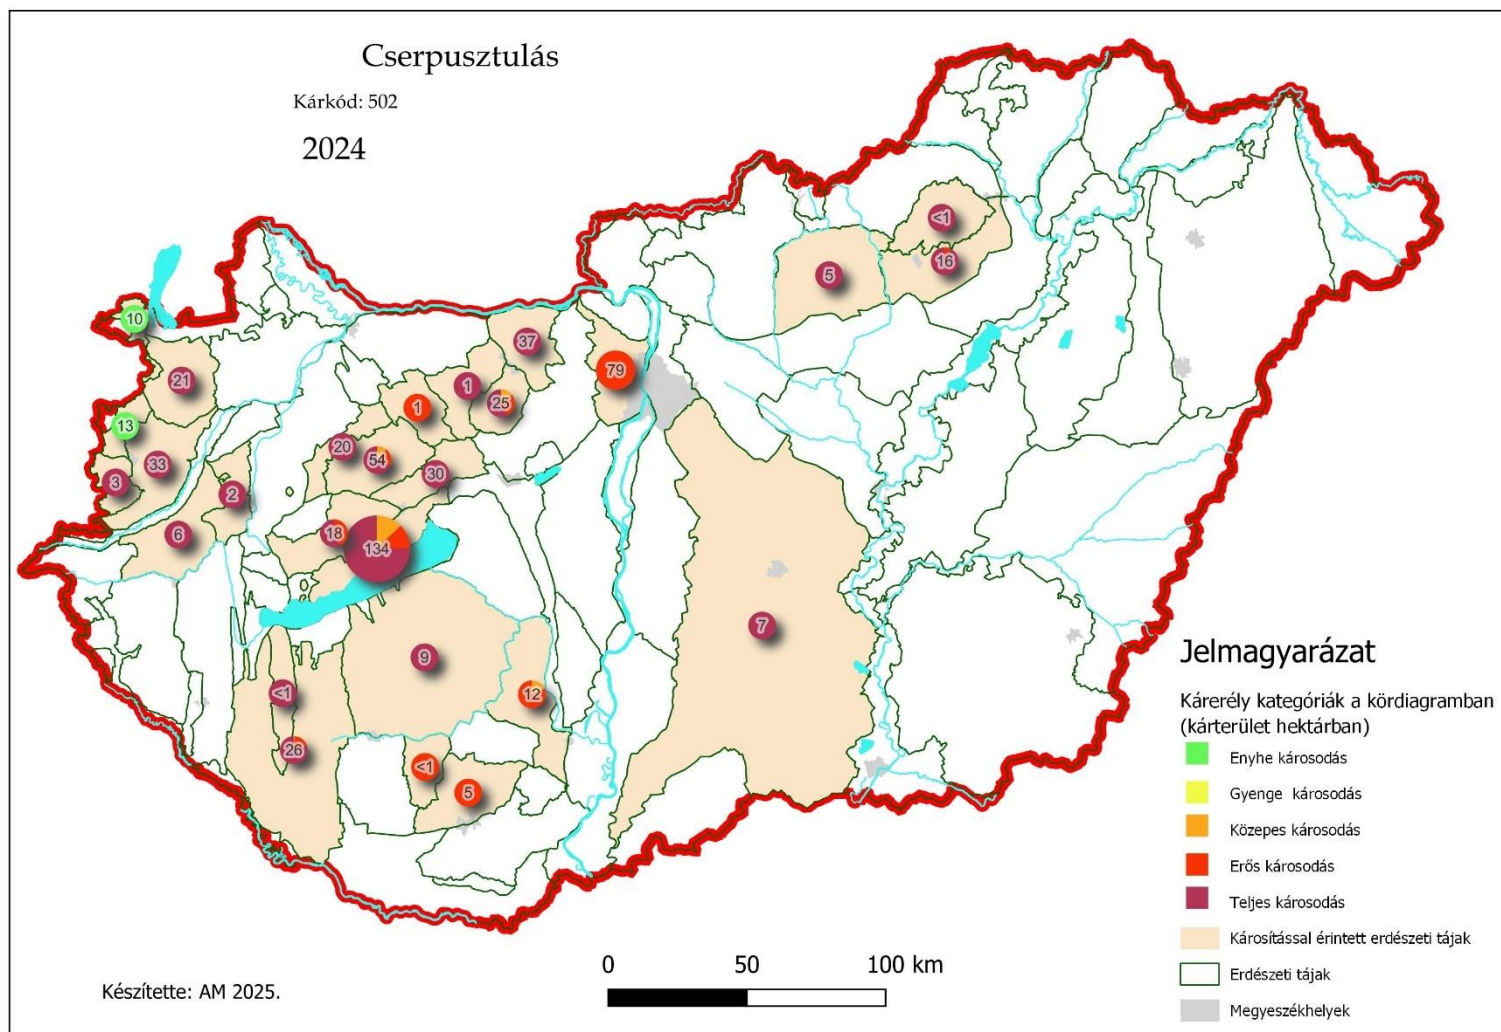 Cserpusztulás
Kárkód: 502
2024
<1
16
5
10
37
21
79
1
25
1
13
20
54
33
30
3
2
18
6
134
7
9
<1
12
26
<1
5
Jelmagyarázat
Kárerély kategóriák a kördiagramban
(kárterület hektárban)
Enyhe károsodás
Gyenge károsodás
Közepes károsodás
Erős károsodás
Teljes károsodás
Károsítással érintett erdészeti tájak
Erdészeti tájak
Megyeszékhelyek
0 50 100 km
Készítette: AM 2025.